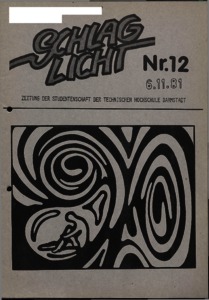 SCHLAG
LICHT
Nr.12
6.11.81
ZEITUNG DER STUDENTENSCHAFT DER TECHNISCHEN HOCHSCHULE DARMSTADT